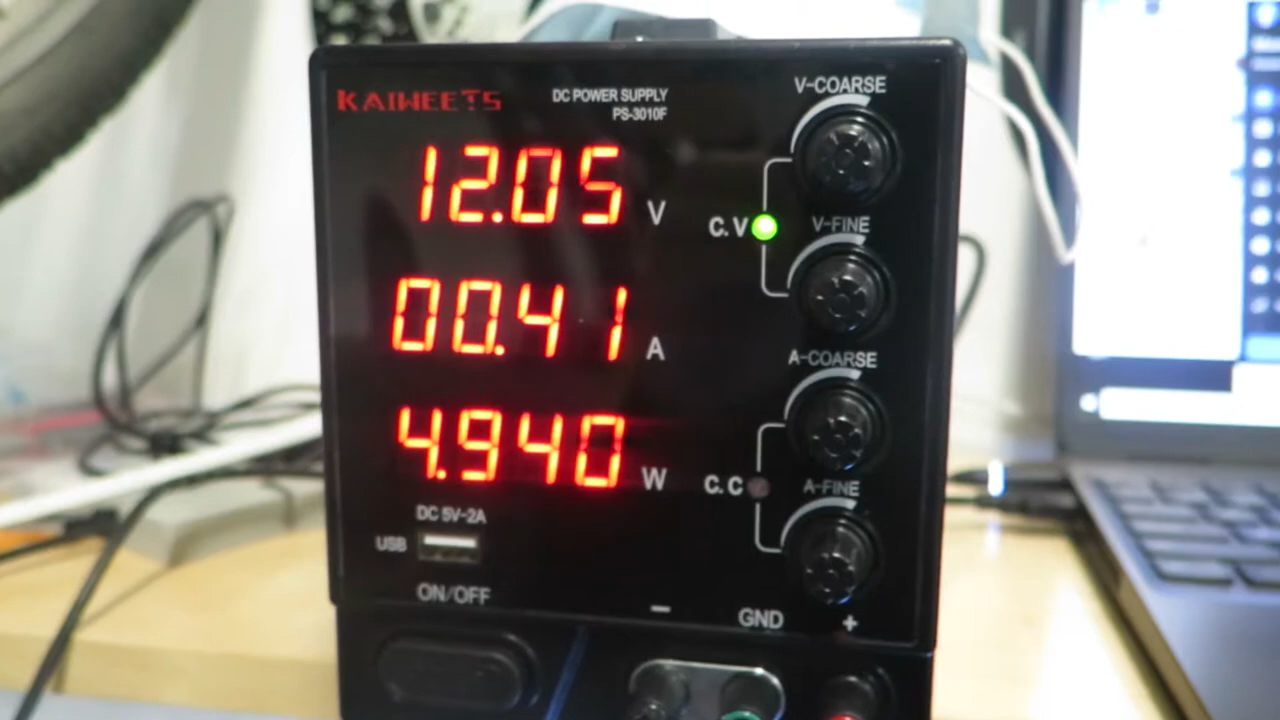 KAIWEETS
DC POWER SUPPLY
PS-3010F
V-COARSE
12.05 V
C.V
V-FINE
00.41 A
A-COARSE
4.940 W
C.C
A-FINE
DC 5V-2A
USB
ON/OFF
− GND +